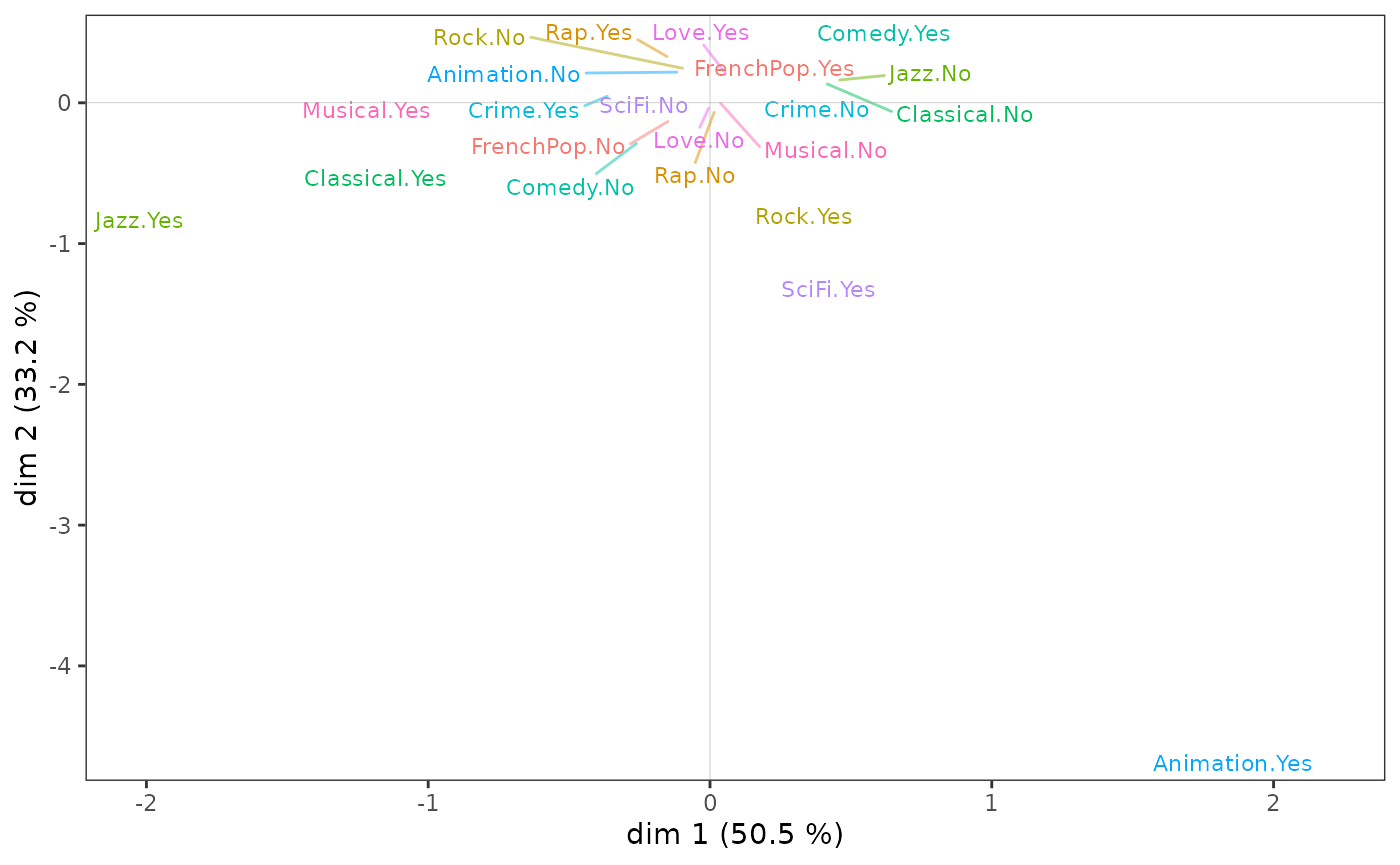 Rock.No
Rap.Yes
Love.Yes
Comedy.Yes
Animation.No
FrenchPop.Yes
Jazz.No
0
Musical.Yes
Crime.Yes
SciFi.No
Crime.No
Classical.No
FrenchPop.No
Love.No
Musical.No
Classical.Yes
Comedy.No
Rap.No
Jazz.Yes
Rock.Yes
-1
SciFi.Yes
-2
-3
-4
Animation.Yes
dim 2 (33.2 %)
-2
-1
0
1
2
dim 1 (50.5 %)